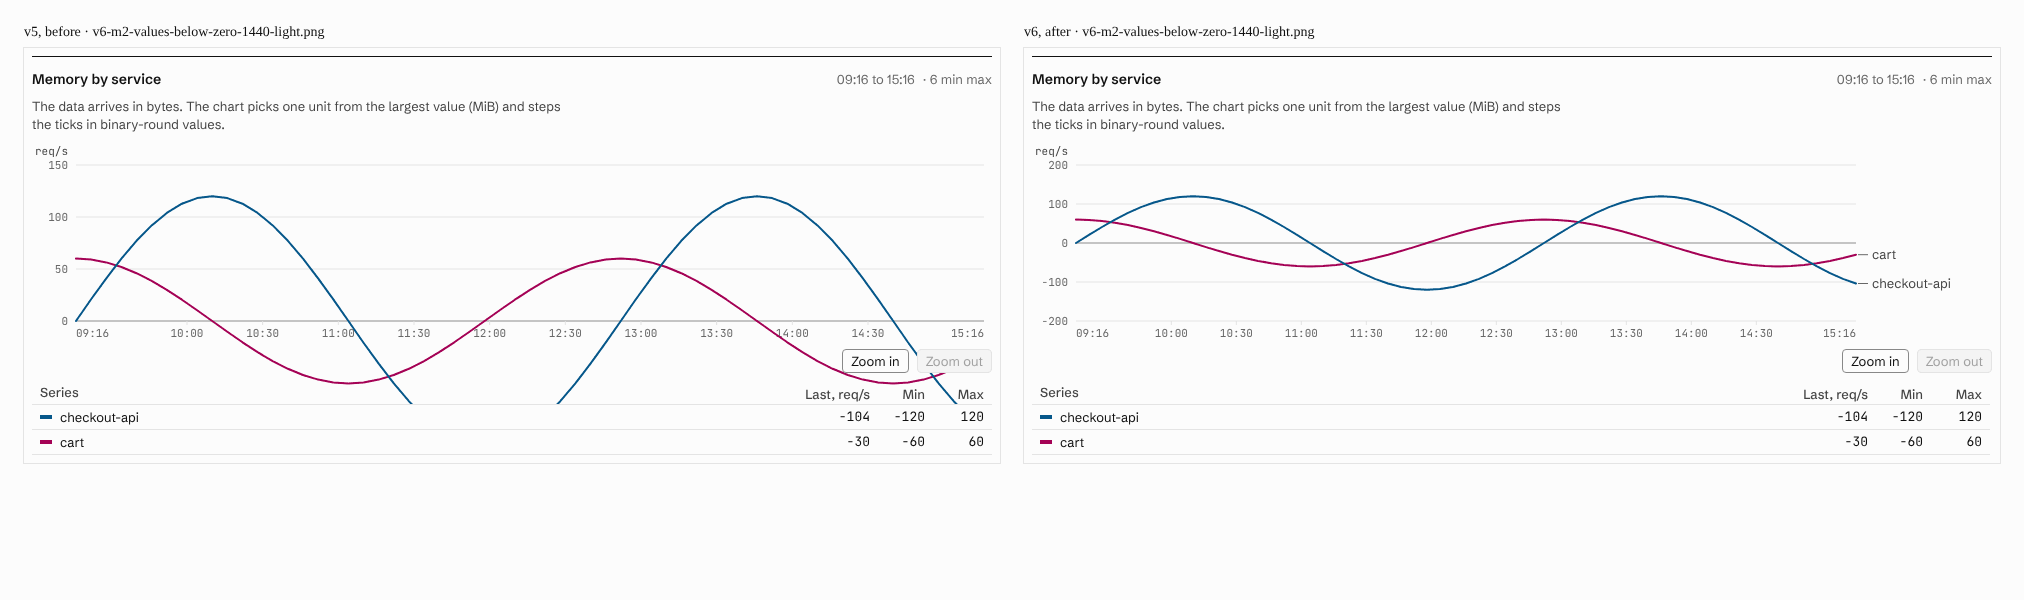 v5, before · v6-m2-values-below-zero-1440-light.png
Memory by service
09:16 to 15:16 · 6 min max
The data arrives in bytes. The chart picks one unit from the largest value (MiB) and steps
the ticks in binary-round values.
req/s
150
100
50
0
09:16 10:00 10:30 11:00 11:30 12:00 12:30 13:00 13:30 14:00 14:30 15:16
Zoom in Zoom out
Series Last, req/s Min Max
checkout-api -104 -120 120
cart -30 -60 60
v6, after · v6-m2-values-below-zero-1440-light.png
Memory by service
09:16 to 15:16 · 6 min max
The data arrives in bytes. The chart picks one unit from the largest value (MiB) and steps
the ticks in binary-round values.
req/s
200
100
0
cart
-100
checkout-api
-200
09:16 10:00 10:30 11:00 11:30 12:00 12:30 13:00 13:30 14:00 14:30 15:16
Zoom in Zoom out
Series Last, req/s Min Max
checkout-api -104 -120 120
cart -30 -60 60